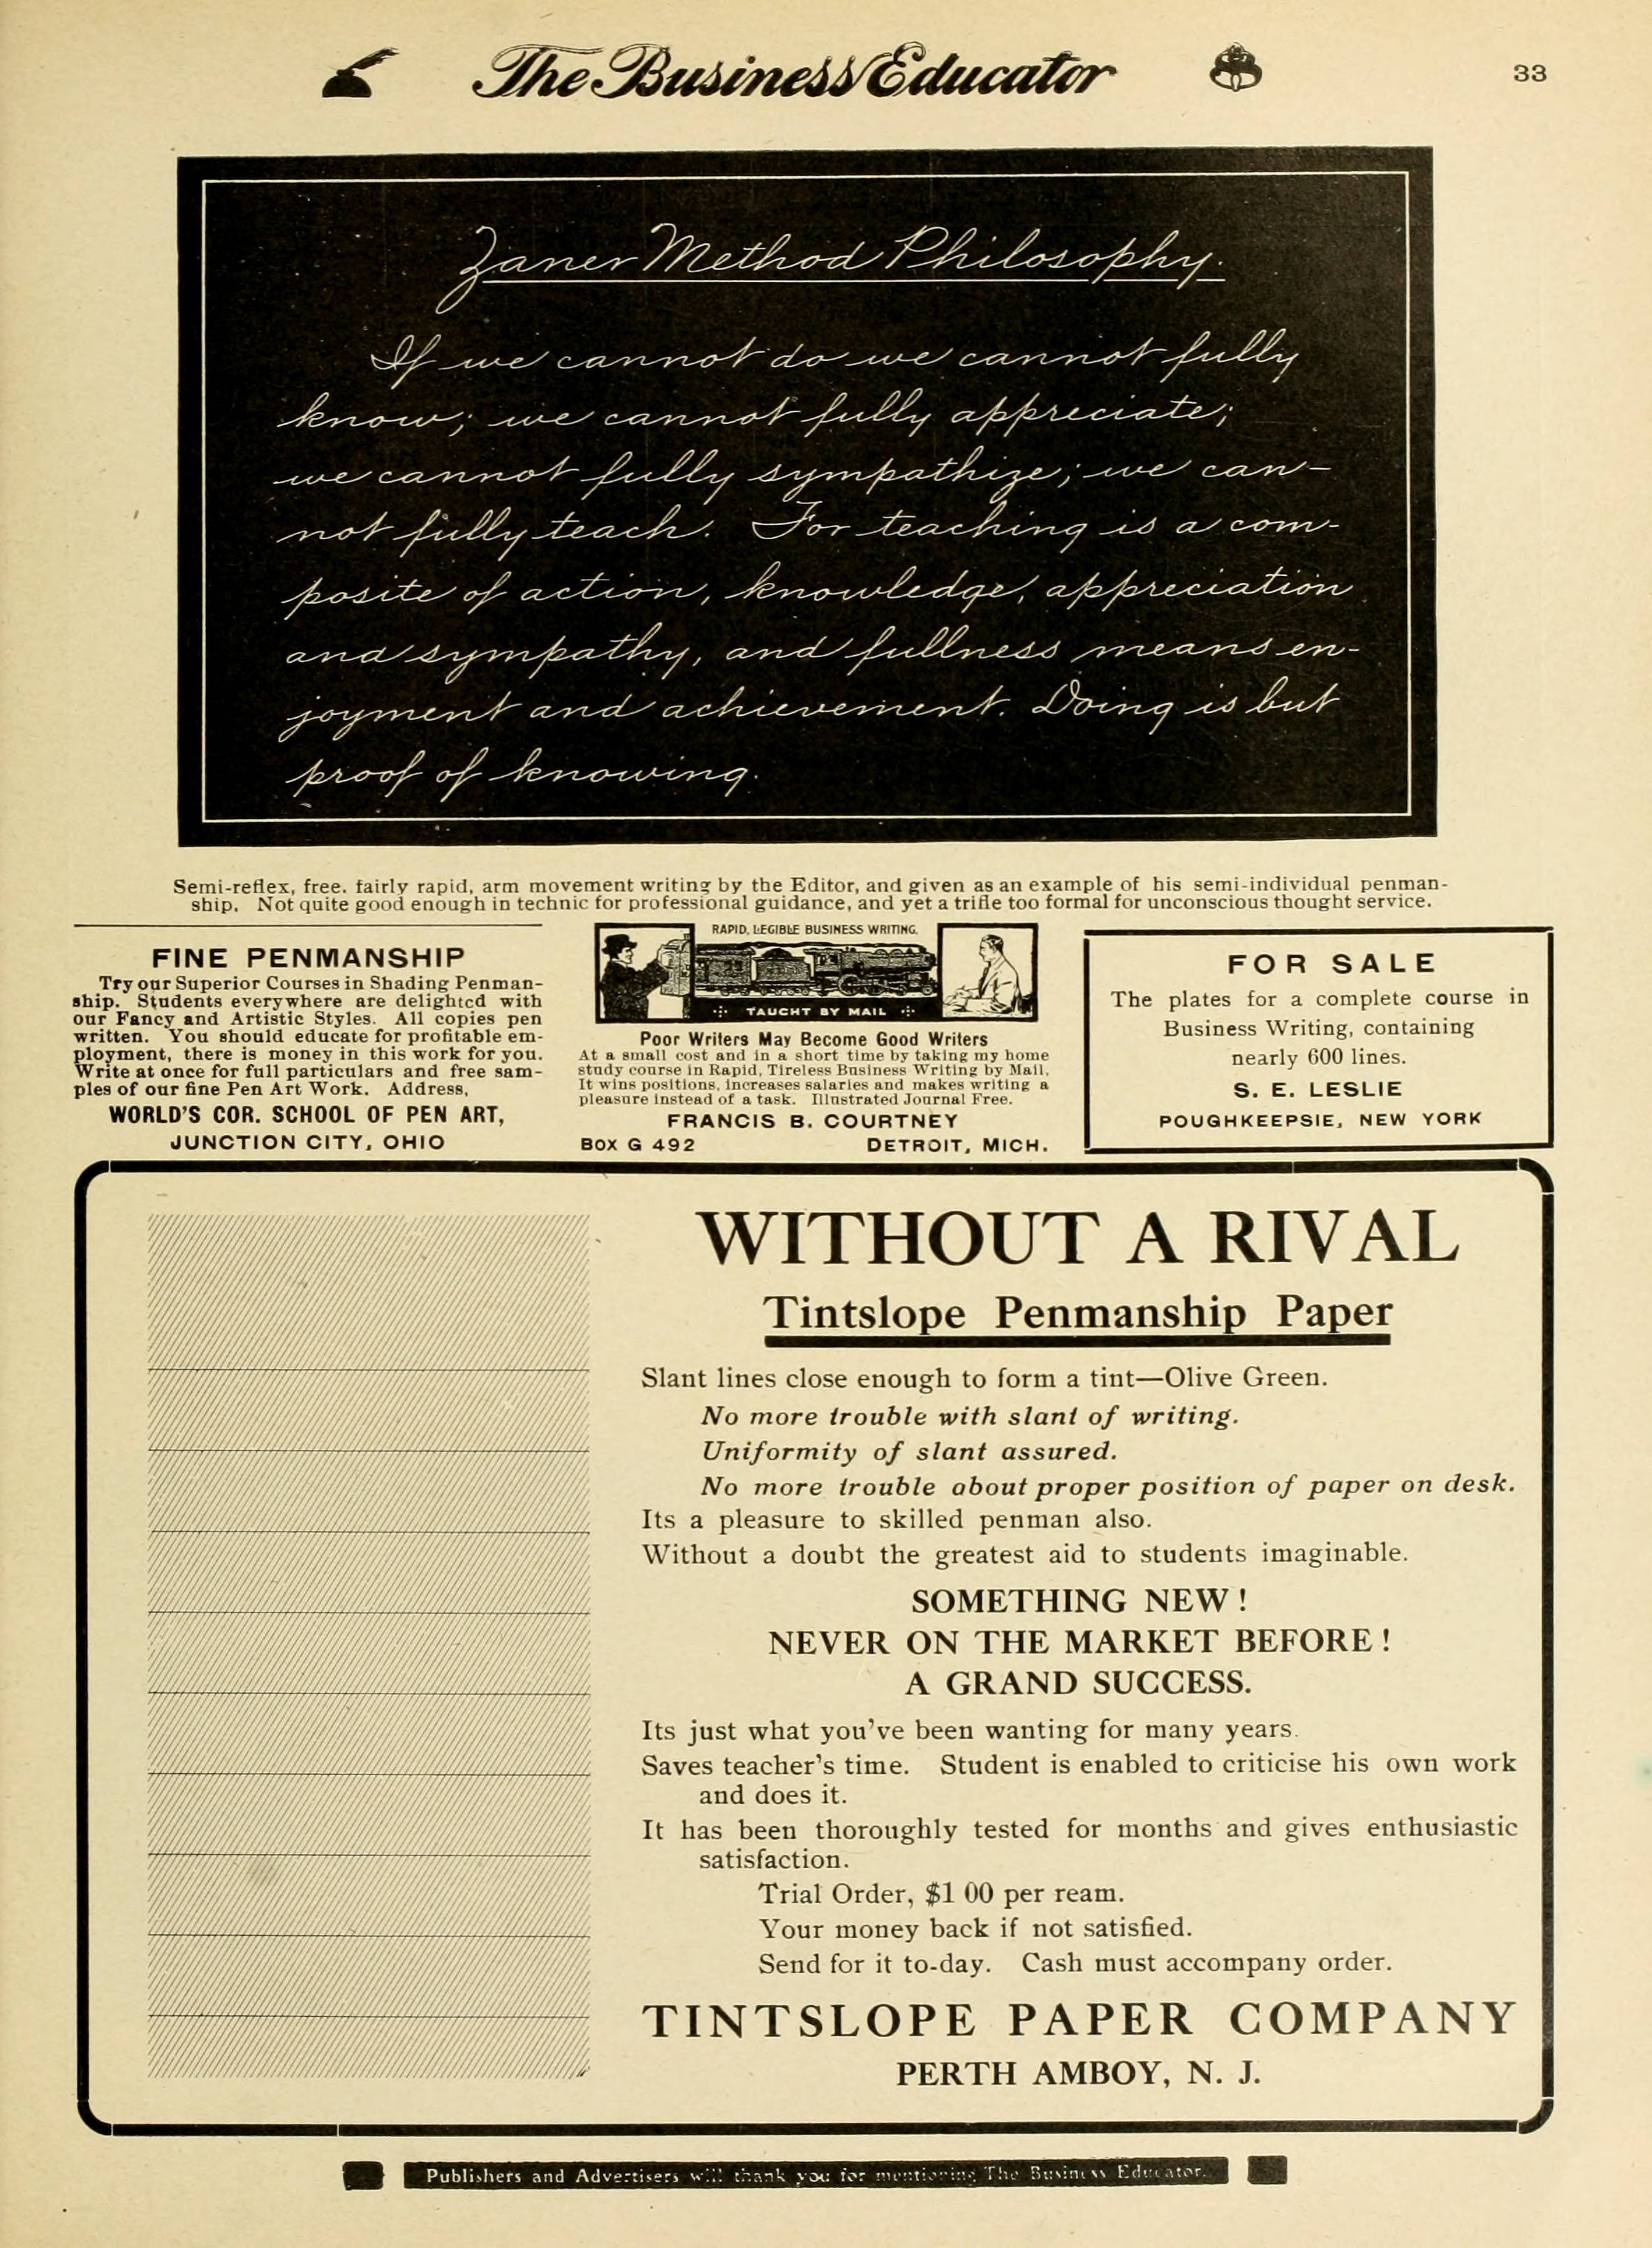 The Business Educator
33
Zaner Method Philosophy.
If we cannot do we cannot fully
know; we cannot fully appreciate;
we cannot fully sympathize; we can-
not fully teach. For teaching is a com-
posite of action, knowledge, appreciation
and sympathy, and fullness means en-
joyment and achievement. Doing is but
proof of knowing.
Semi-reflex, free. fairly rapid, arm movement writing by the Editor, and given as an example of his semi-individual penman-
ship. Not quite good enough in technic for professional guidance, and yet a trifle too formal for unconscious thought service.
FINE PENMANSHIP
Try our Superior Courses in Shading Penman-
ship. Students everywhere are delighted with
our Fancy and Artistic Styles. All copies pen
written. You should educate for profitable em-
ployment, there is money in this work for you.
Write at once for full particulars and free sam-
ples of our fine Pen Art Work. Address,
WORLD'S COR. SCHOOL OF PEN ART,
JUNCTION CITY, OHIO
RAPID, LEGIBLE BUSINESS WRITING.
TAUGHT BY MAIL
Poor Writers May Become Good Writers
At a small cost and in a short time by taking my home
study course in Rapid, Tireless Business Writing by Mail.
It wins positions, increases salaries and makes writing a
pleasure instead of a task. Illustrated Journal Free.
FRANCIS B. COURTNEY
BOX G 492 DETROIT, MICH.
FOR SALE
The plates for a complete course in
Business Writing, containing
nearly 600 lines.
S. E. LESLIE
POUGHKEEPSIE, NEW YORK
WITHOUT A RIVAL
Tintslope Penmanship Paper
Slant lines close enough to form a tint—Olive Green.
No more trouble with slant of writing.
Uniformity of slant assured.
No more trouble about proper position of paper on desk.
Its a pleasure to skilled penman also.
Without a doubt the greatest aid to students imaginable.
SOMETHING NEW!
NEVER ON THE MARKET BEFORE!
A GRAND SUCCESS.
Its just what you've been wanting for many years.
Saves teacher's time. Student is enabled to criticise his own work
and does it.
It has been thoroughly tested for months and gives enthusiastic
satisfaction.
Trial Order, $1 00 per ream.
Your money back if not satisfied.
Send for it to-day. Cash must accompany order.
TINTSLOPE PAPER COMPANY
PERTH AMBOY, N. J.
Publishers and Advertisers will thank you for mentioning The Business Educator.